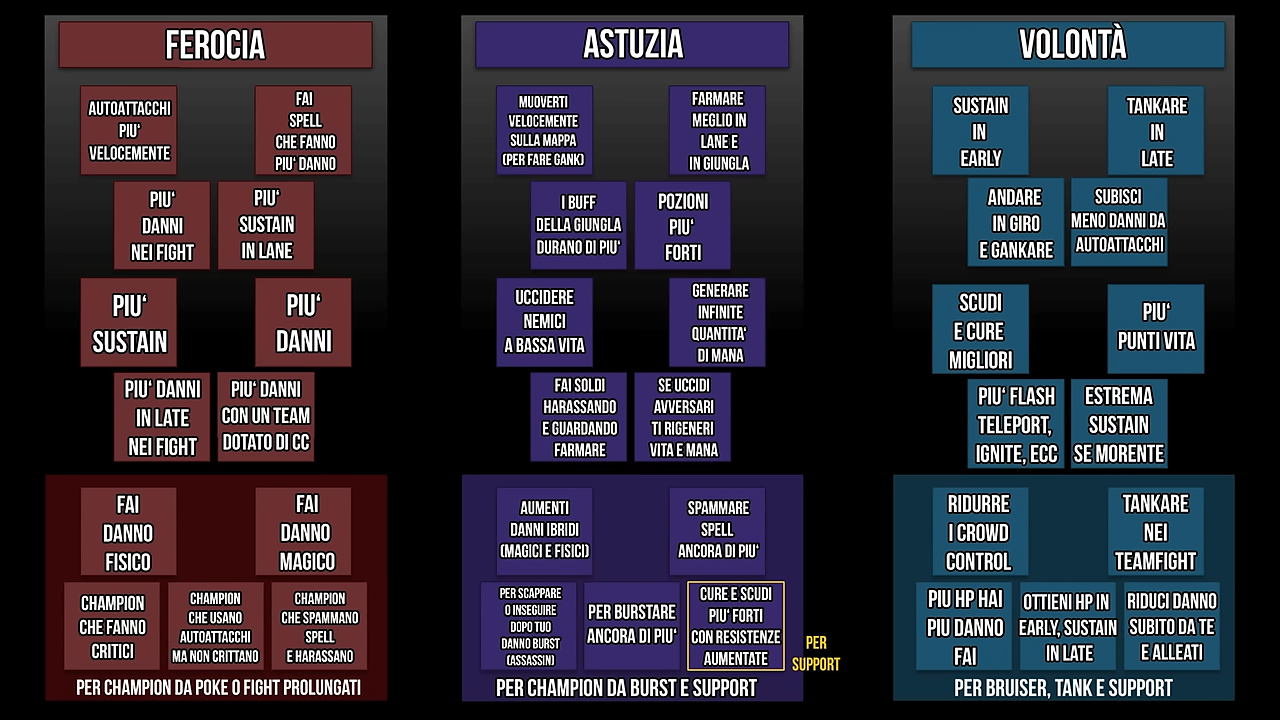 FEROCIA
AUTOATTACCHI
PIU'
VELOCEMENTE
FAI
SPELL
CHE FANNO
PIU' DANNO
PIU'
DANNI
NEI FIGHT
PIU'
SUSTAIN
IN LANE
PIU'
SUSTAIN
PIU'
DANNI
PIU' DANNI
IN LATE
NEI FIGHT
PIU' DANNI
CON UN TEAM
DOTATO DI CC
FAI
DANNO
FISICO
FAI
DANNO
MAGICO
CHAMPION
CHE FANNO
CRITICI
CHAMPION
CHE USANO
AUTOATTACCHI
MA NON CRITTANO
CHAMPION
CHE SPAMMANO
SPELL
E HARASSANO
PER CHAMPION DA POKE O FIGHT PROLUNGATI
ASTUZIA
MUOVERTI
VELOCEMENTE
SULLA MAPPA
(PER FARE GANK)
FARMARE
MEGLIO IN
LANE E
IN GIUNGLA
I BUFF
DELLA GIUNGLA
DURANO DI PIU'
POZIONI
PIU'
FORTI
UCCIDERE
NEMICI
A BASSA VITA
GENERARE
INFINITE
QUANTITA'
DI MANA
FAI SOLDI
HARASSANDO
E GUARDANDO
FARMARE
SE UCCIDI
AVVERSARI
TI RIGENERI
VITA E MANA
AUMENTI
DANNI IBRIDI
(MAGICI E FISICI)
SPAMMARE
SPELL
ANCORA DI PIU'
PER SCAPPARE
O INSEGUIRE
DOPO TUO
DANNO BURST
(ASSASSIN)
PER BURSTARE
ANCORA DI PIU'
CURE E SCUDI
PIU' FORTI
CON RESISTENZE
AUMENTATE
PER
SUPPORT
PER CHAMPION DA BURST E SUPPORT
VOLONTÀ
SUSTAIN
IN
EARLY
TANKARE
IN
LATE
ANDARE
IN GIRO
E GANKARE
SUBISCI
MENO DANNI DA
AUTOATTACCHI
SCUDI
E CURE
MIGLIORI
PIU'
PUNTI VITA
PIU' FLASH
TELEPORT,
IGNITE, ECC
ESTREMA
SUSTAIN
SE MORENTE
RIDURRE
I CROWD
CONTROL
TANKARE
NEI
TEAMFIGHT
PIU HP HAI
PIU DANNO
FAI
OTTIENI HP IN
EARLY, SUSTAIN
IN LATE
RIDUCI DANNO
SUBITO DA TE
E ALLEATI
PER BRUISER, TANK E SUPPORT